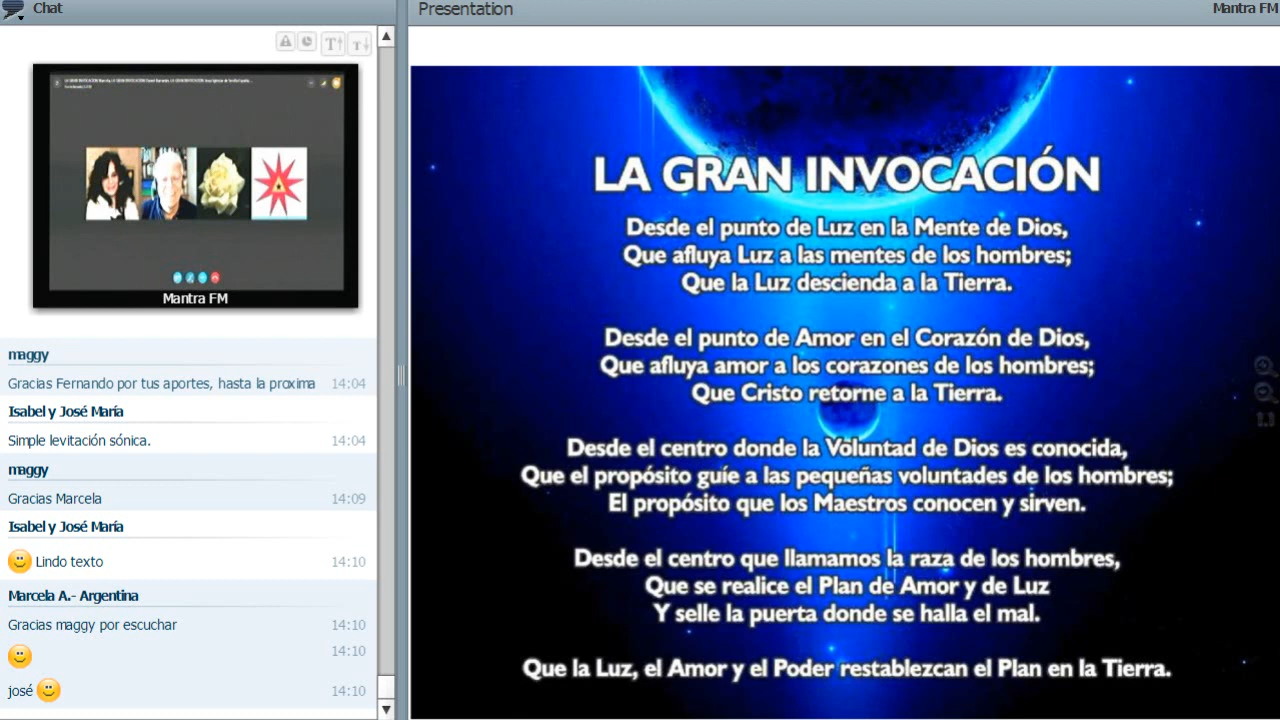 Chat
Mantra FM
maggy
Gracias Fernando por tus aportes, hasta la proxima 14:04
Isabel y José María
Simple levitación sónica. 14:04
maggy
Gracias Marcela 14:09
Isabel y José María
Lindo texto 14:10
Marcela A.- Argentina
Gracias maggy por escuchar 14:10
14:10
josé 14:10
Presentation
Mantra FM
LA GRAN INVOCACIÓN
Desde el punto de Luz en la Mente de Dios,
Que afluya Luz a las mentes de los hombres;
Que la Luz descienda a la Tierra.
Desde el punto de Amor en el Corazón de Dios,
Que afluya amor a los corazones de los hombres;
Que Cristo retorne a la Tierra.
Desde el centro donde la Voluntad de Dios es conocida,
Que el propósito guíe a las pequeñas voluntades de los hombres;
El propósito que los Maestros conocen y sirven.
Desde el centro que llamamos la raza de los hombres,
Que se realice el Plan de Amor y de Luz
Y selle la puerta donde se halla el mal.
Que la Luz, el Amor y el Poder restablezcan el Plan en la Tierra.